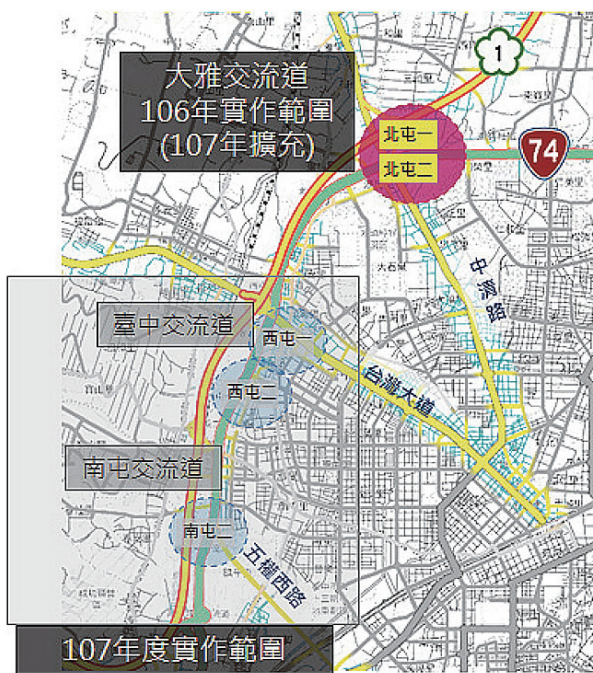 大雅交流道
106年實作範圍
(107年擴充)
1
北屯一
北屯二
74
中清路
臺中交流道
西屯一
西屯二
台灣大道
南屯交流道
南屯二
五權西路
107年度實作範圍